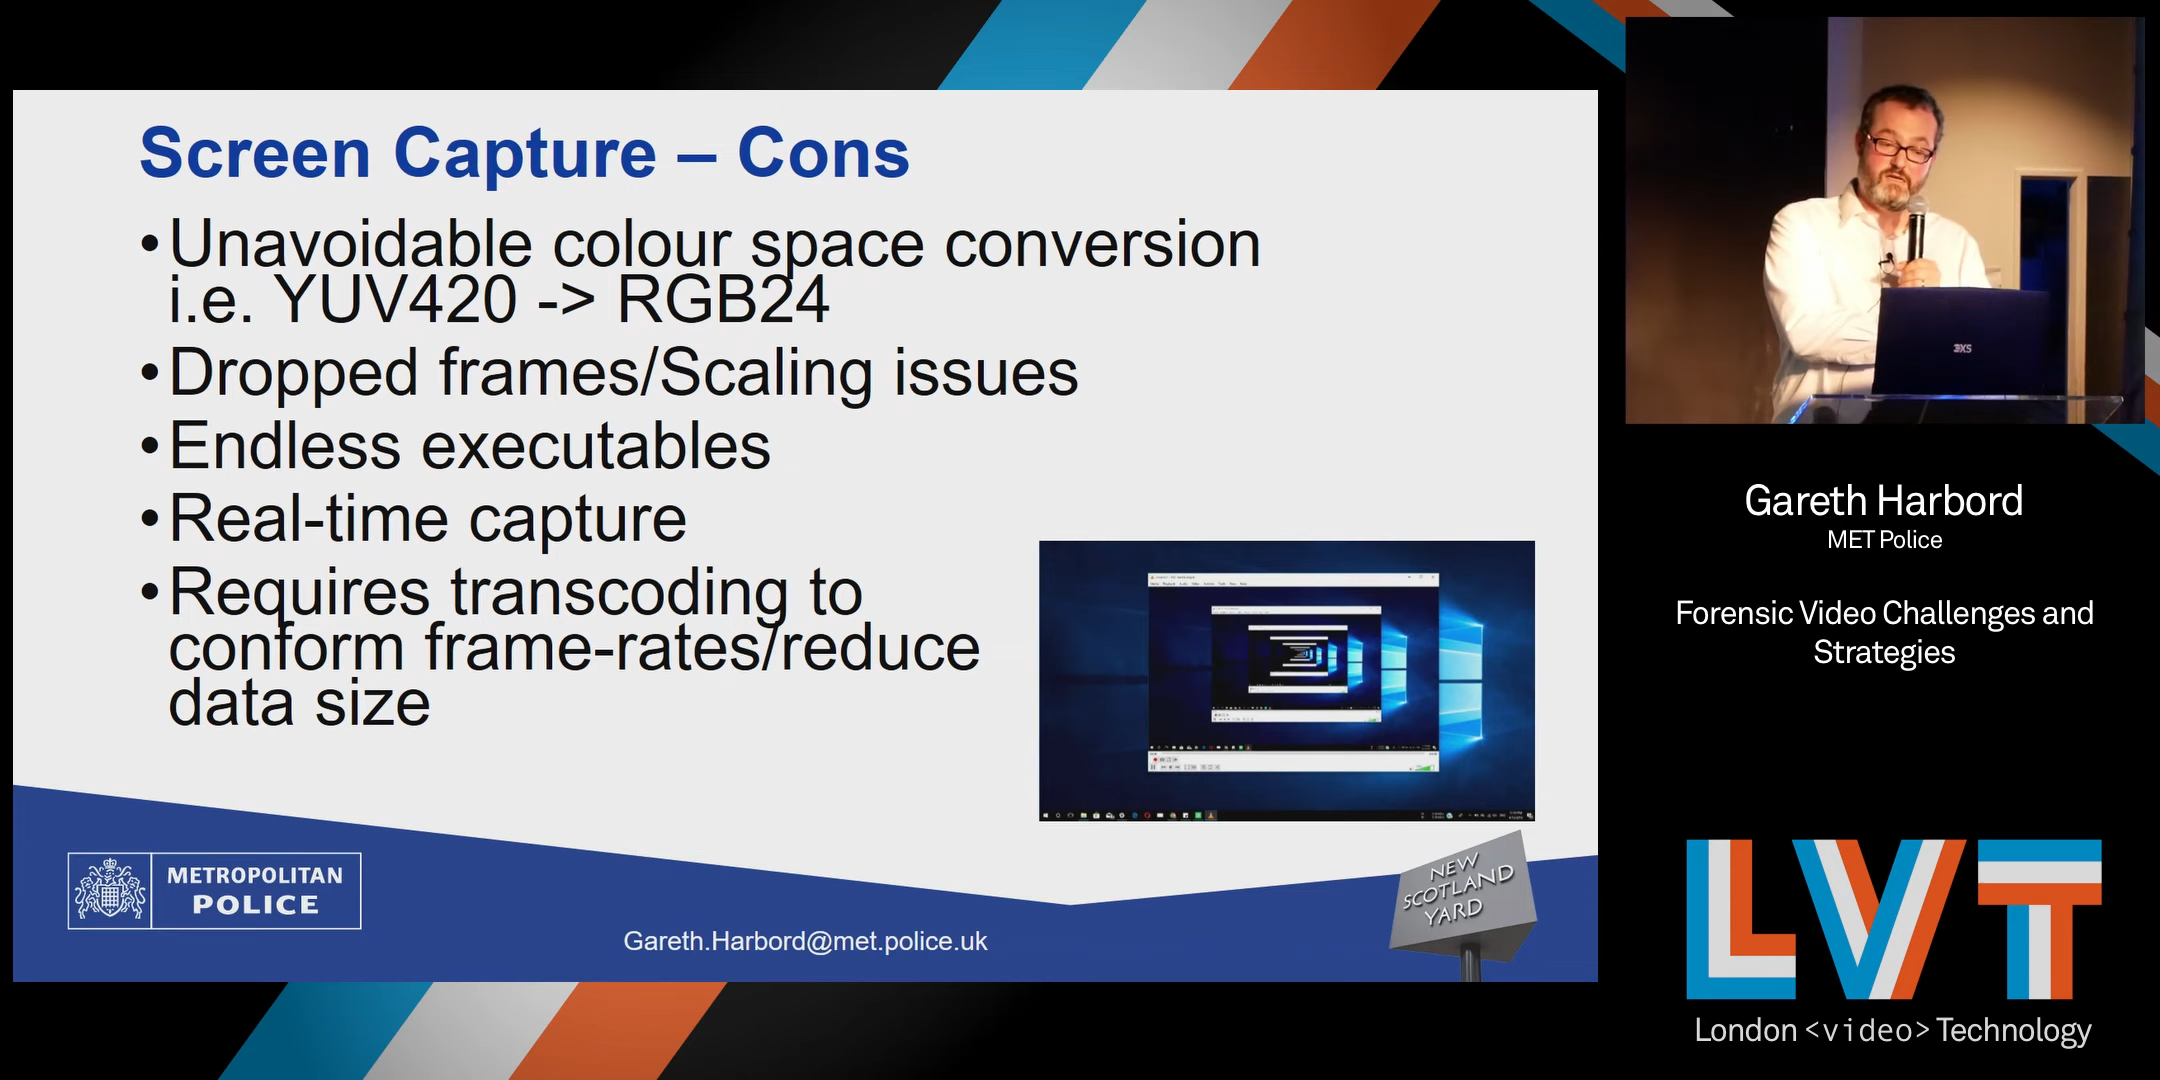 Screen Capture – Cons
•Unavoidable colour space conversion
i.e. YUV420 -> RGB24
•Dropped frames/Scaling issues
•Endless executables
•Real-time capture
•Requires transcoding to
conform frame-rates/reduce
data size
METROPOLITAN
POLICE
Gareth.Harbord@met.police.uk
NEW
SCOTLAND
YARD
3XS
Gareth Harbord
MET Police
Forensic Video Challenges and
Strategies
LVT
London <video> Technology